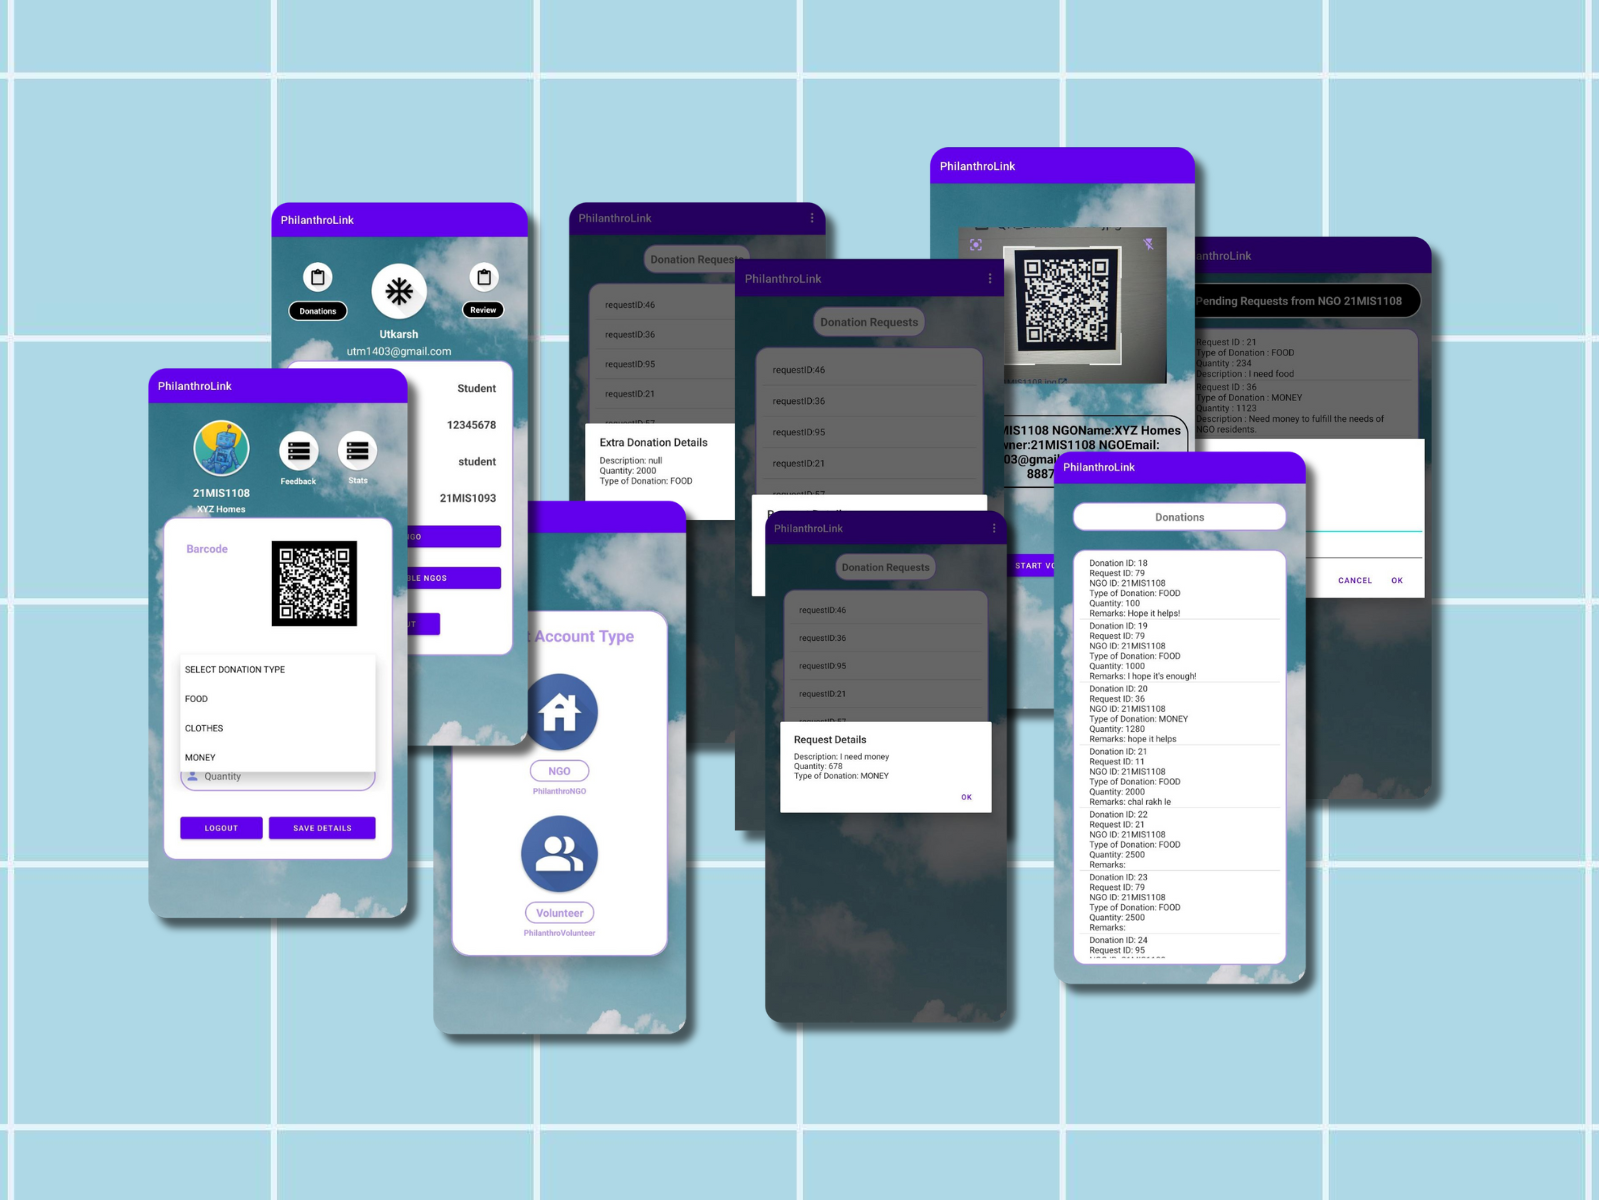 PhilanthroLink
21MIS1108
XYZ Homes
Feedback
Stats
Barcode
SELECT DONATION TYPE
FOOD
CLOTHES
MONEY
Quantity
LOGOUT
SAVE DETAILS
PhilanthroLink
Donations
Review
Utkarsh
utm1403@gmail.com
Student
12345678
student
21MIS1093
NGOS
Account Type
NGO
PhilanthroNGO
Volunteer
PhilanthroVolunteer
PhilanthroLink
Donation Requests
requestID:46
requestID:36
requestID:95
requestID:21
requestID:57
Extra Donation Details
Description: null
Quantity: 2000
Type of Donation: FOOD
PhilanthroLink
Donation Requests
requestID:46
requestID:36
requestID:95
requestID:21
requestID:57
PhilanthroLink
Donation Requests
requestID:46
requestID:36
requestID:95
requestID:21
requestID:57
Request Details
Description: I need money
Quantity: 678
Type of Donation: MONEY
OK
PhilanthroLink
MIS1108.jpg
MIS1108 NGOName:XYZ Homes
wner:21MIS1108 NGOEmail:
03@gmai
8887
START VO
anthroLink
Pending Requests from NGO 21MIS1108
Request ID : 21
Type of Donation : FOOD
Quantity : 234
Description : I need food
Request ID : 36
Type of Donation : MONEY
Quantity : 1123
Description : Need money to fulfill the needs of
NGO residents.
CANCEL
OK
PhilanthroLink
Donations
Donation ID: 18
Request ID: 79
NGO ID: 21MIS1108
Type of Donation: FOOD
Quantity: 100
Remarks: Hope it helps!
Donation ID: 19
Request ID: 79
NGO ID: 21MIS1108
Type of Donation: FOOD
Quantity: 1000
Remarks: I hope it's enough!
Donation ID: 20
Request ID: 36
NGO ID: 21MIS1108
Type of Donation: MONEY
Quantity: 1280
Remarks: hope it helps
Donation ID: 21
Request ID: 11
NGO ID: 21MIS1108
Type of Donation: FOOD
Quantity: 2000
Remarks: chal rakh le
Donation ID: 22
Request ID: 21
NGO ID: 21MIS1108
Type of Donation: FOOD
Quantity: 2500
Remarks:
Donation ID: 23
Request ID: 79
NGO ID: 21MIS1108
Type of Donation: FOOD
Quantity: 2500
Remarks:
Donation ID: 24
Request ID: 95